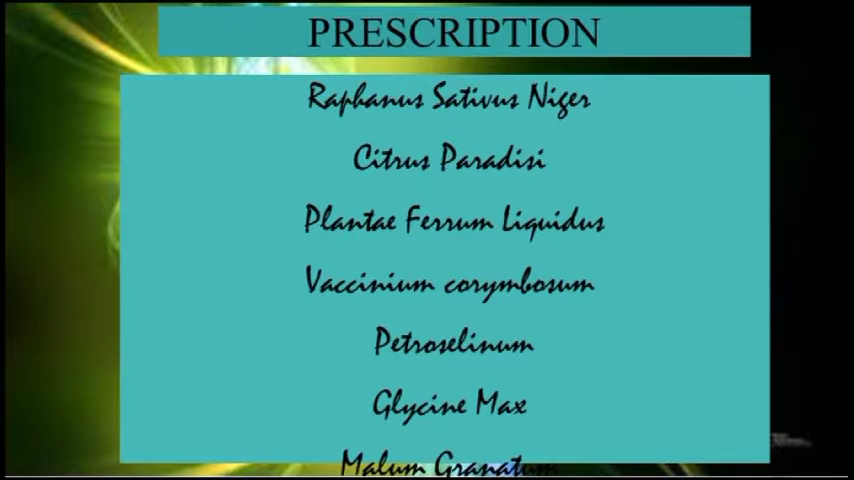 PRESCRIPTION
Raphanus Sativus Niger
Citrus Paradisi
Plantae Ferrum Liquidus
Vaccinium corymbosum
Petroselinum
Glycine Max
Malum Granatum